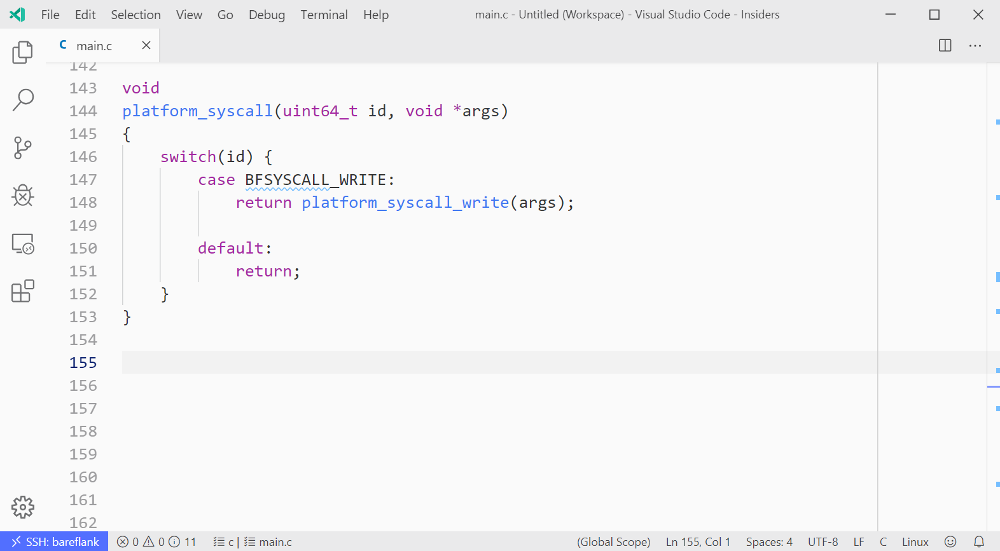 File Edit Selection View Go Debug Terminal Help main.c - Untitled (Workspace) - Visual Studio Code - Insiders
C main.c
142
143 void
144 platform_syscall(uint64_t id, void *args)
145 {
146     switch(id) {
147         case BFSYSCALL_WRITE:
148             return platform_syscall_write(args);
149
150         default:
151             return;
152     }
153 }
154
155
156
157
158
159
160
161
162
SSH: bareflank 0 0 11 c | main.c (Global Scope) Ln 155, Col 1 Spaces: 4 UTF-8 LF C Linux